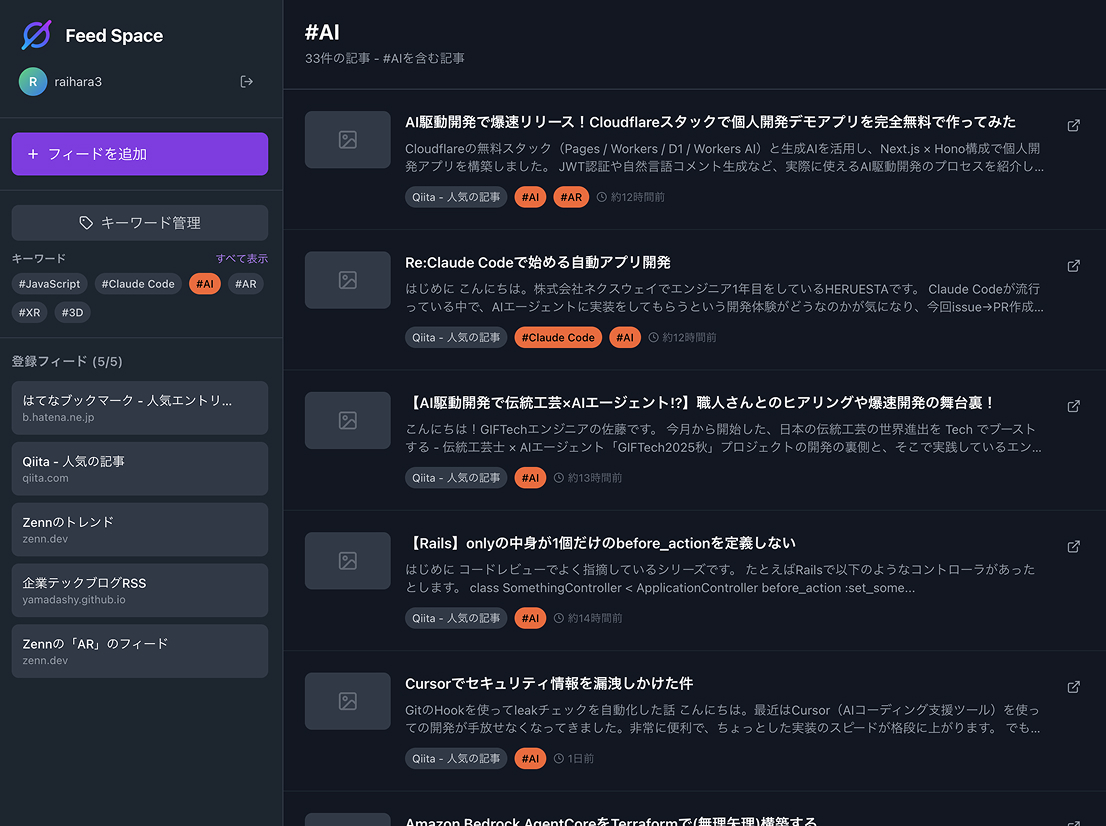 Feed Space
R raihara3
+ フィードを追加
キーワード管理
キーワード すべて表示
#JavaScript #Claude Code #AI #AR
#XR #3D
登録フィード (5/5)
はてなブックマーク - 人気エントリ...
b.hatena.ne.jp
Qiita - 人気の記事
qiita.com
Zennのトレンド
zenn.dev
企業テックブログRSS
yamadashy.github.io
Zennの「AR」のフィード
zenn.dev
#AI
33件の記事 - #AIを含む記事
AI駆動開発で爆速リリース！Cloudflareスタックで個人開発デモアプリを完全無料で作ってみた
Cloudflareの無料スタック（Pages / Workers / D1 / Workers AI）と生成AIを活用し、Next.js × Hono構成で個人開
発アプリを構築しました。 JWT認証や自然言語コメント生成など、実際に使えるAI駆動開発のプロセスを紹介し...
Qiita - 人気の記事 #AI #AR 約12時間前
Re:Claude Codeで始める自動アプリ開発
はじめに こんにちは。株式会社ネクスウェイでエンジニア1年目をしているHERUESTAです。 Claude Codeが流行
っている中で、AIエージェントに実装をしてもらうという開発体験がどうなのかが気になり、今回issue→PR作成...
Qiita - 人気の記事 #Claude Code #AI 約12時間前
【AI駆動開発で伝統工芸×AIエージェント!?】職人さんとのヒアリングや爆速開発の舞台裏！
こんにちは！GIFTechエンジニアの佐藤です。 今月から開始した、日本の伝統工芸の世界進出を Tech でブースト
する - 伝統工芸士 × AIエージェント「GIFTech2025秋」プロジェクトの開発の裏側と、そこで実践しているエン...
Qiita - 人気の記事 #AI 約13時間前
【Rails】onlyの中身が1個だけのbefore_actionを定義しない
はじめに コードレビューでよく指摘しているシリーズです。 たとえばRailsで以下のようなコントローラがあった
とします。 class SomethingController < ApplicationController before_action :set_some...
Qiita - 人気の記事 #AI 約14時間前
Cursorでセキュリティ情報を漏洩しかけた件
GitのHookを使ってleakチェックを自動化した話 こんにちは。最近はCursor（AIコーディング支援ツール）を使っ
ての開発が手放せなくなってきました。非常に便利で、ちょっとした実装のスピードが格段に上がります。 でも...
Qiita - 人気の記事 #AI 1日前
Amazon Bedrock AgentCoreをTerraformで(無理矢理)構築する